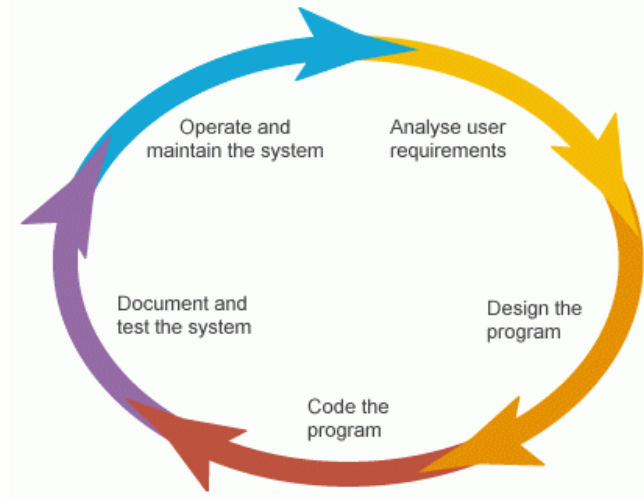 Operate and
maintain the system
Analyse user
requirements
Design the
program
Code the
program
Document and
test the system